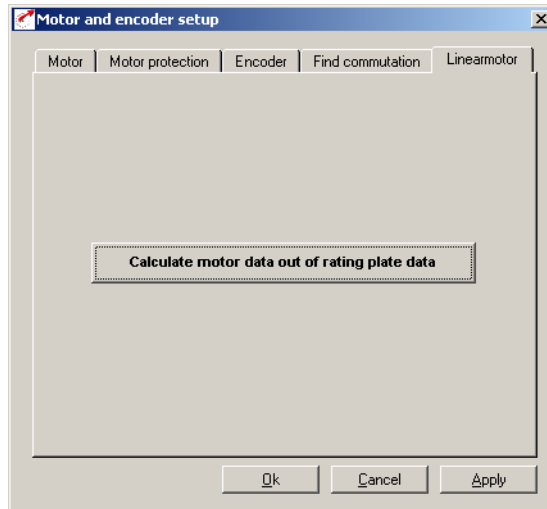 Motor and encoder setup
Motor Motor protection Encoder Find commutation Linearmotor
Calculate motor data out of rating plate data
Ok Cancel Apply